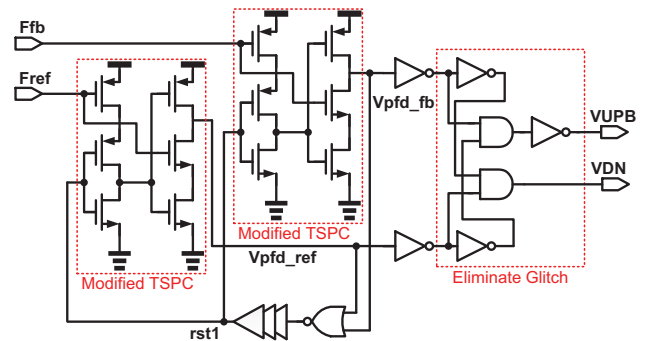 Ffb
Fref
Vpfd_fb
VUPB
VDN
Modified TSPC
Vpfd_ref
Modified TSPC
Eliminate Glitch
rst1